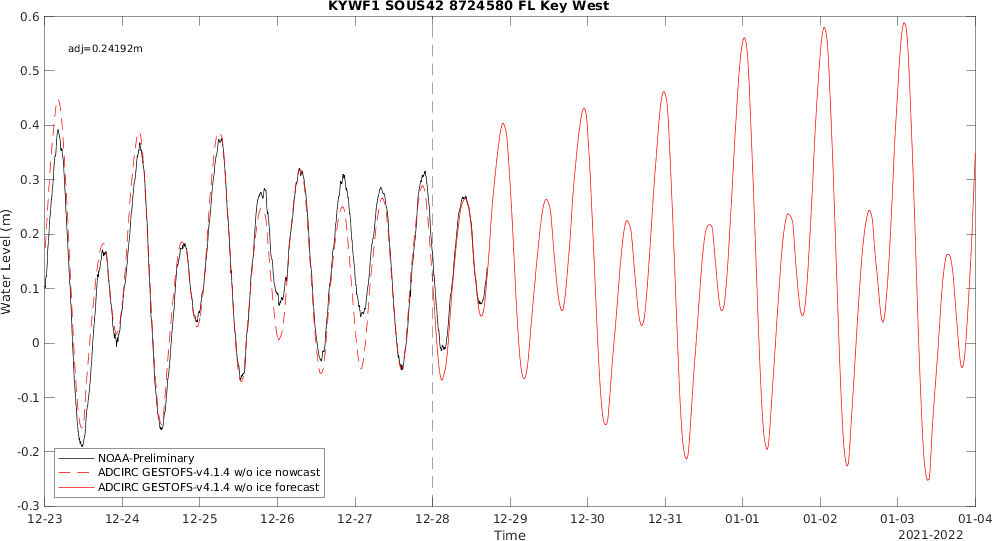 KYWF1 SOUS42 8724580 FL Key West
adj=0.24192m
0.6
0.5
0.4
0.3
0.2
0.1
0
-0.1
-0.2
-0.3
Water Level (m)
NOAA-Preliminary
ADCIRC GESTOFS-v4.1.4 w/o ice nowcast
ADCIRC GESTOFS-v4.1.4 w/o ice forecast
12-23 12-24 12-25 12-26 12-27 12-28 12-29 12-30 12-31 01-01 01-02 01-03 01-04
Time
2021-2022